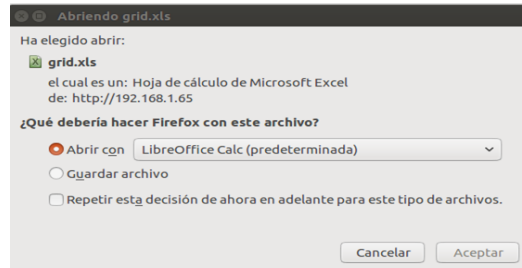 Abriendo grid.xls
Ha elegido abrir:
grid.xls
el cual es un: Hoja de cálculo de Microsoft Excel
de: http://192.168.1.65
¿Qué debería hacer Firefox con este archivo?
Abrir con LibreOffice Calc (predeterminada)
Guardar archivo
Repetir esta decisión de ahora en adelante para este tipo de archivos.
Cancelar Aceptar